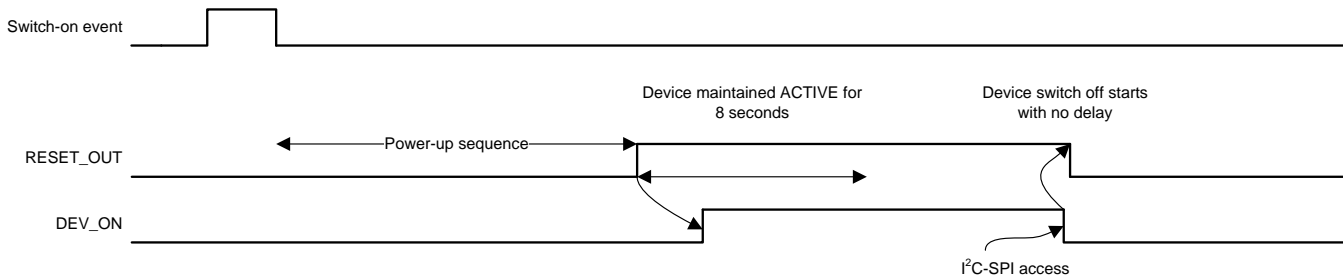 Switch-on event
Device maintained ACTIVE for
8 seconds
Device switch off starts
with no delay
Power-up sequence
RESET_OUT
DEV_ON
I²C-SPI access